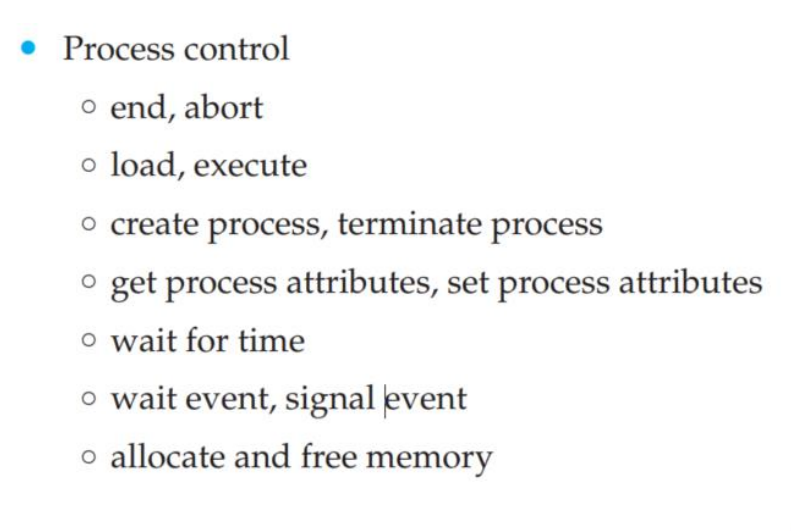 • Process control
○ end, abort
○ load, execute
○ create process, terminate process
○ get process attributes, set process attributes
○ wait for time
○ wait event, signal event
○ allocate and free memory